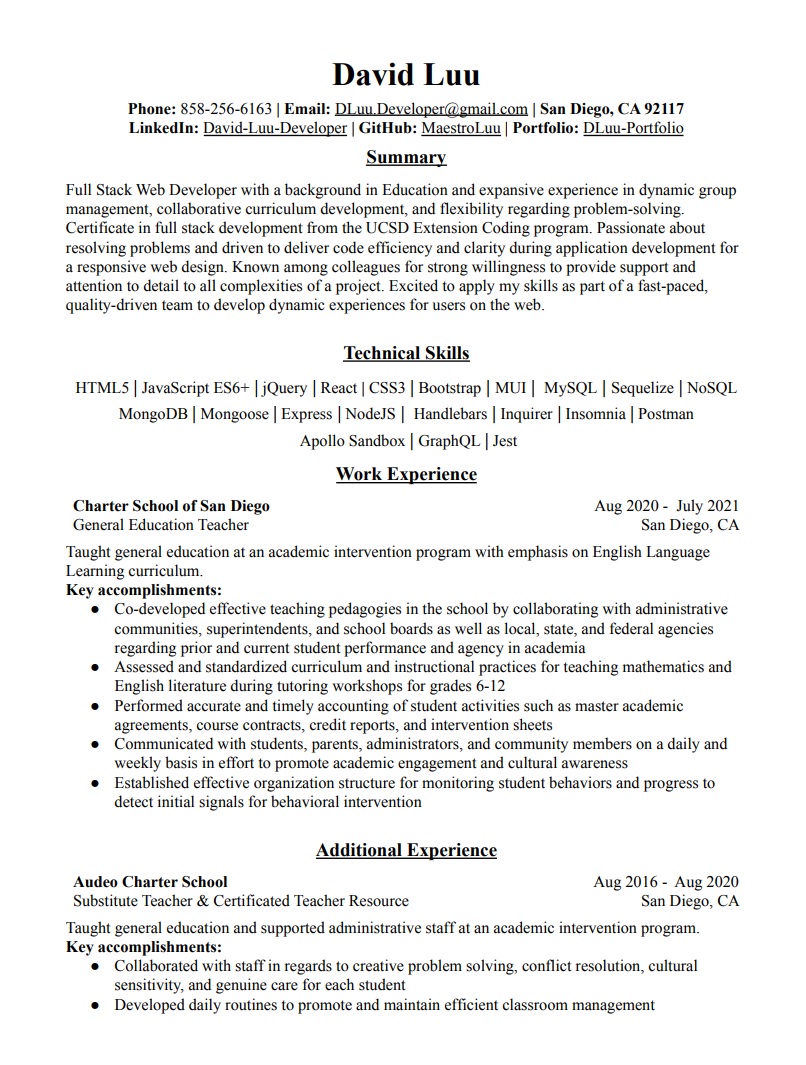 David Luu
Phone: 858-256-6163 | Email: DLuu.Developer@gmail.com | San Diego, CA 92117
LinkedIn: David-Luu-Developer | GitHub: MaestroLuu | Portfolio: DLuu-Portfolio
Summary
Full Stack Web Developer with a background in Education and expansive experience in dynamic group
management, collaborative curriculum development, and flexibility regarding problem-solving.
Certificate in full stack development from the UCSD Extension Coding program. Passionate about
resolving problems and driven to deliver code efficiency and clarity during application development for
a responsive web design. Known among colleagues for strong willingness to provide support and
attention to detail to all complexities of a project. Excited to apply my skills as part of a fast-paced,
quality-driven team to develop dynamic experiences for users on the web.
Technical Skills
HTML5 | JavaScript ES6+ | jQuery | React | CSS3 | Bootstrap | MUI | MySQL | Sequelize | NoSQL
MongoDB | Mongoose | Express | NodeJS | Handlebars | Inquirer | Insomnia | Postman
Apollo Sandbox | GraphQL | Jest
Work Experience
Charter School of San Diego Aug 2020 - July 2021
General Education Teacher San Diego, CA
Taught general education at an academic intervention program with emphasis on English Language
Learning curriculum.
Key accomplishments:
● Co-developed effective teaching pedagogies in the school by collaborating with administrative
communities, superintendents, and school boards as well as local, state, and federal agencies
regarding prior and current student performance and agency in academia
● Assessed and standardized curriculum and instructional practices for teaching mathematics and
English literature during tutoring workshops for grades 6-12
● Performed accurate and timely accounting of student activities such as master academic
agreements, course contracts, credit reports, and intervention sheets
● Communicated with students, parents, administrators, and community members on a daily and
weekly basis in effort to promote academic engagement and cultural awareness
● Established effective organization structure for monitoring student behaviors and progress to
detect initial signals for behavioral intervention
Additional Experience
Audeo Charter School Aug 2016 - Aug 2020
Substitute Teacher & Certificated Teacher Resource San Diego, CA
Taught general education and supported administrative staff at an academic intervention program.
Key accomplishments:
● Collaborated with staff in regards to creative problem solving, conflict resolution, cultural
sensitivity, and genuine care for each student
● Developed daily routines to promote and maintain efficient classroom management